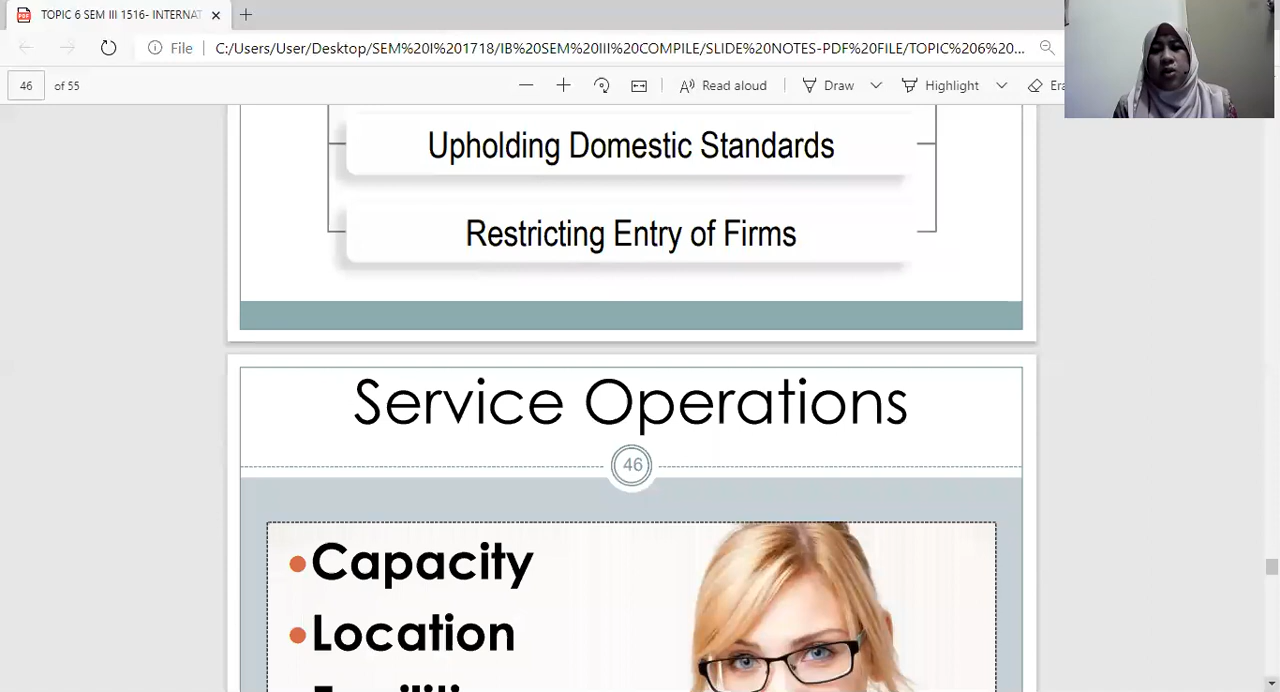 TOPIC 6 SEM III 1516- INTERNAT
File
C:/Users/User/Desktop/SEM%20I%201718/IB%20SEM%20III%20COMPILE/SLIDE%20NOTES-PDF%20FILE/TOPIC%206%20...
46 of 55
Read aloud
Draw
Highlight
Era
Upholding Domestic Standards
Restricting Entry of Firms
Service Operations
46
•Capacity
•Location